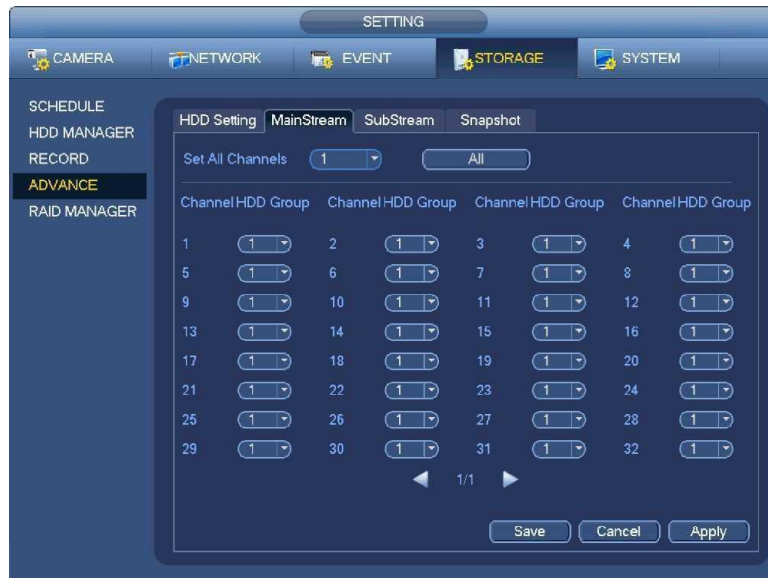 SETTING
CAMERA NETWORK EVENT STORAGE SYSTEM
SCHEDULE
HDD MANAGER
RECORD
ADVANCE
RAID MANAGER
HDD Setting MainStream SubStream Snapshot
Set All Channels 1 All
Channel HDD Group Channel HDD Group Channel HDD Group Channel HDD Group
1 1 2 1 3 1 4 1
5 1 6 1 7 1 8 1
9 1 10 1 11 1 12 1
13 1 14 1 15 1 16 1
17 1 18 1 19 1 20 1
21 1 22 1 23 1 24 1
25 1 26 1 27 1 28 1
29 1 30 1 31 1 32 1
1/1
Save Cancel Apply